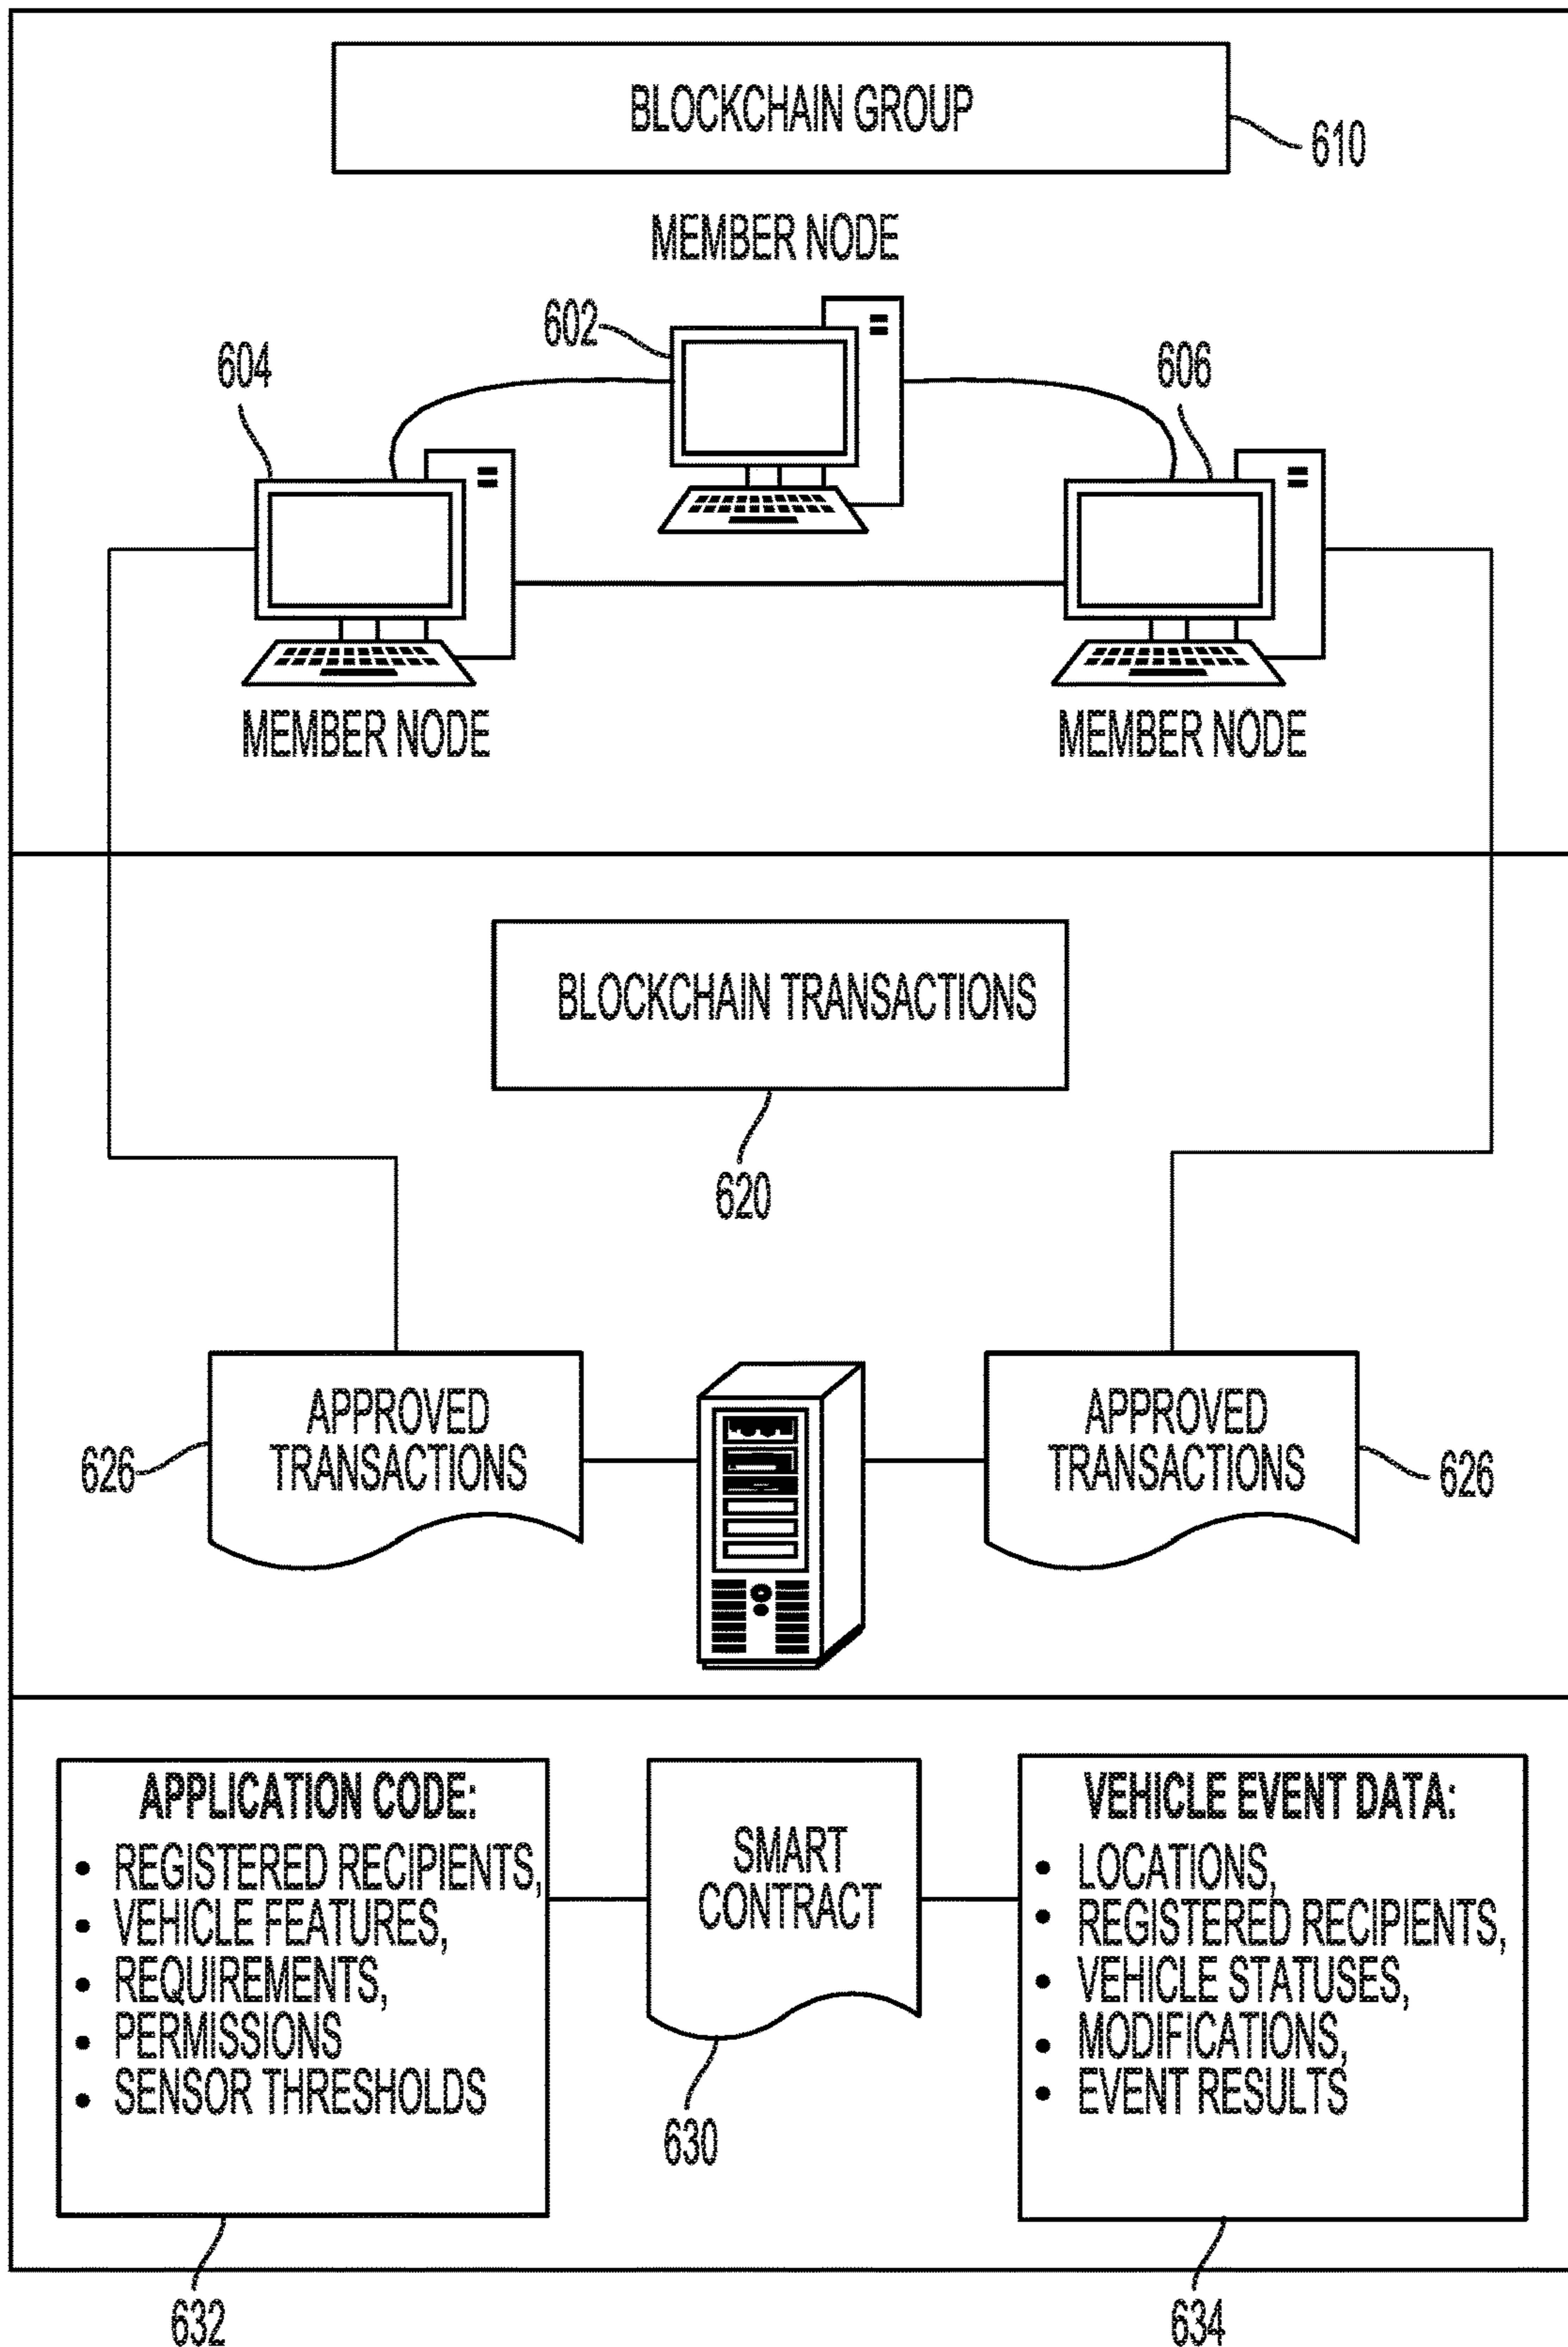 BLOCKCHAIN GROUP
610
MEMBER NODE
602
604
606
MEMBER NODE
MEMBER NODE
BLOCKCHAIN TRANSACTIONS
620
APPROVED
TRANSACTIONS
626
APPROVED
TRANSACTIONS
626
APPLICATION CODE:
• REGISTERED RECIPIENTS,
• VEHICLE FEATURES,
• REQUIREMENTS,
• PERMISSIONS
• SENSOR THRESHOLDS
632
SMART
CONTRACT
630
VEHICLE EVENT DATA:
• LOCATIONS,
• REGISTERED RECIPIENTS,
• VEHICLE STATUSES,
• MODIFICATIONS,
• EVENT RESULTS
634